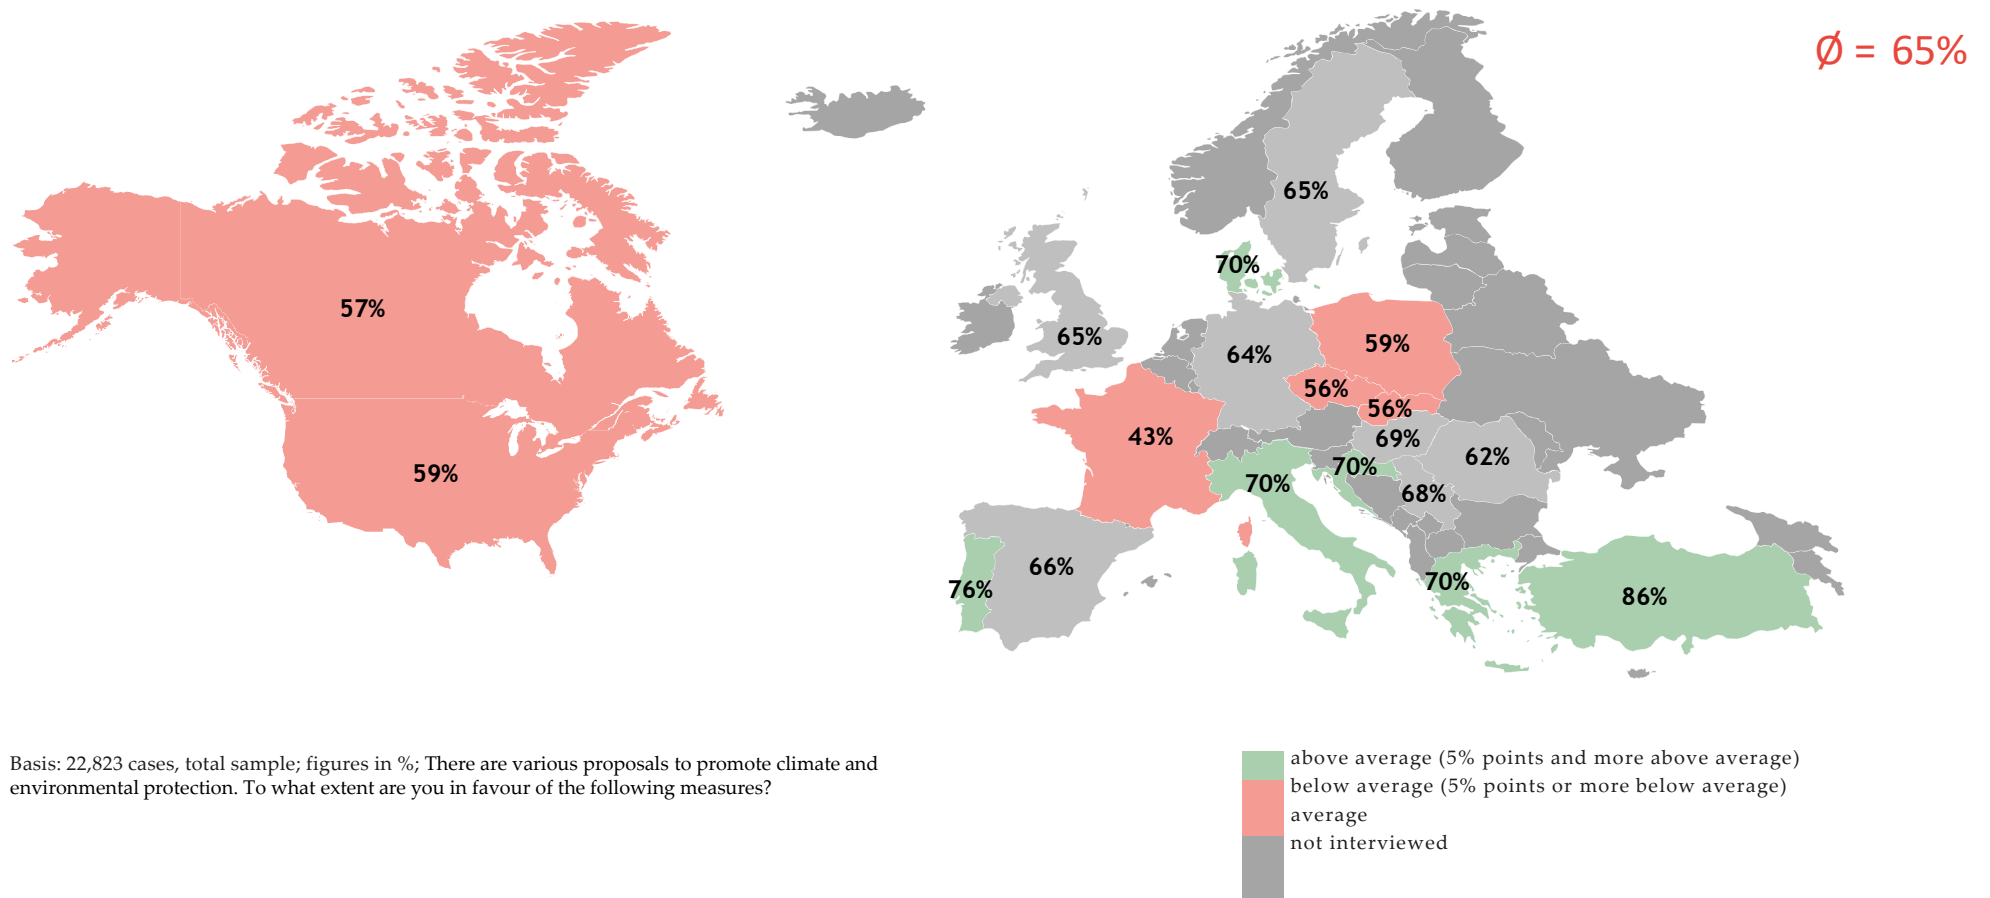 Ø = 65%
65%
70%
57%
65%
64%
59%
56%
56%
43%
69%
62%
70%
59%
70%
68%
66%
70%
76%
86%
Basis: 22,823 cases, total sample; figures in %; There are various proposals to promote climate and
environmental protection. To what extent are you in favour of the following measures?
above average (5% points and more above average)
below average (5% points or more below average)
average
not interviewed